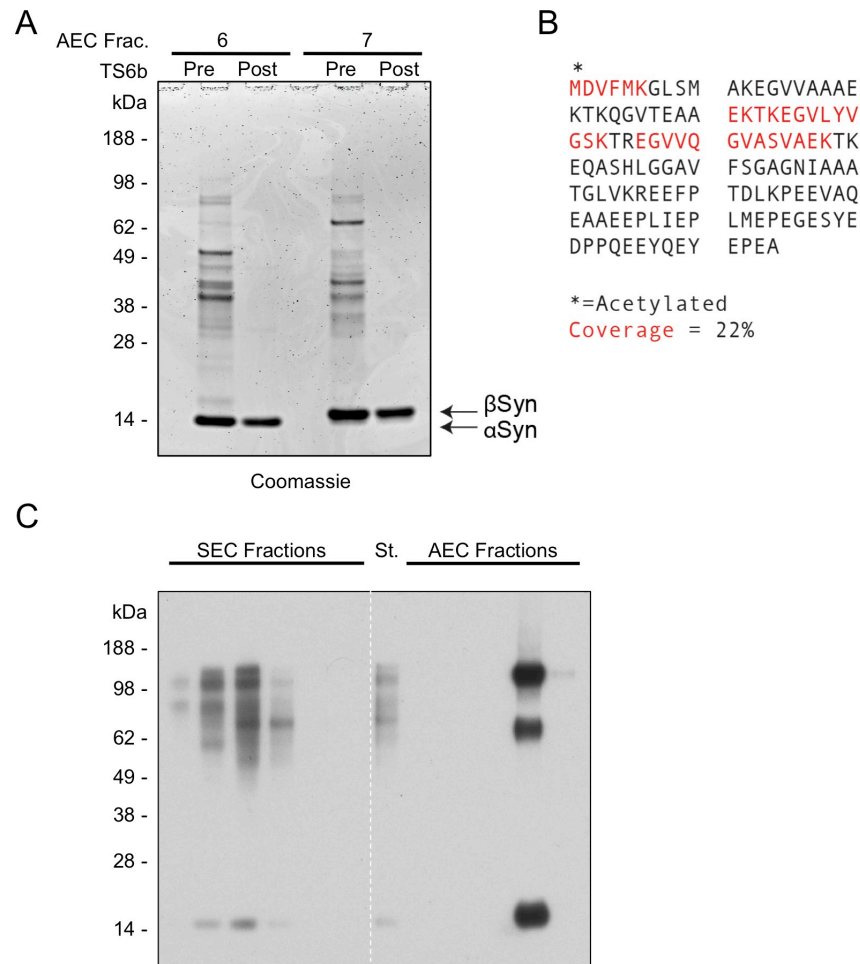 A
AEC Frac. 6 7
TS6b Pre Post Pre Post
kDa
188 -
98 -
62 -
49 -
38 -
28 -
14 -
βSyn
αSyn
Coomassie
B
*
MDVFMKGLSM AKEGVVAAAE
KTKQGVTEAA EKTKEGVLYV
GSKTREGVVQ GVASVAEKTK
EQASHLGGAV FSGAGNIAAA
TGLVKREEFP TDLKPEEVAQ
EAAEEPLIEP LMEPEGESYE
DPPQEEYQEY EPEA
*=Acetylated
Coverage = 22%
C
SEC Fractions St. AEC Fractions
kDa
188 -
98 -
62 -
49 -
38 -
28 -
14 -